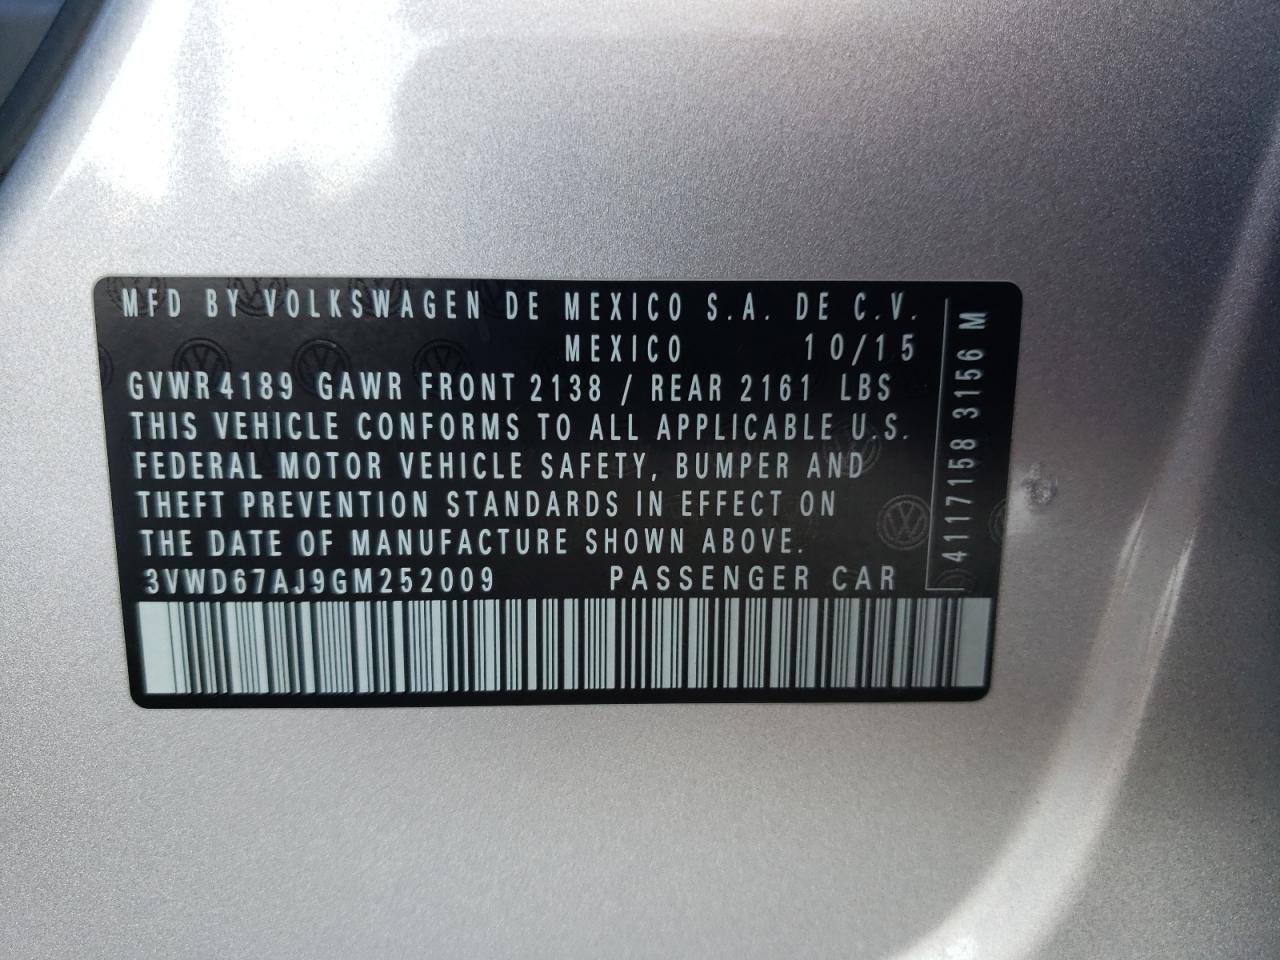 MFD BY VOLKSWAGEN DE MEXICO S.A. DE C.V.
MEXICO 10/15
GVWR 4189 GAWR FRONT 2138 / REAR 2161 LBS
THIS VEHICLE CONFORMS TO ALL APPLICABLE U.S.
FEDERAL MOTOR VEHICLE SAFETY, BUMPER AND
THEFT PREVENTION STANDARDS IN EFFECT ON
THE DATE OF MANUFACTURE SHOWN ABOVE.
3VWD67AJ9GM252009 PASSENGER CAR
4117158 3156 M